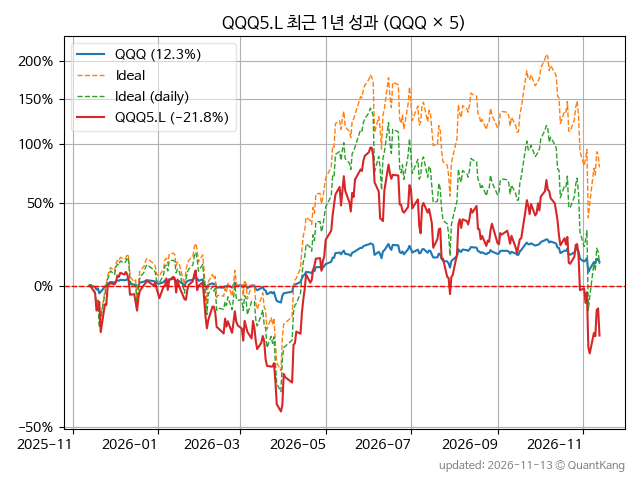 QQQ5.L 최근 1년 성과 (QQQ × 5)
QQQ (12.3%)
Ideal
Ideal (daily)
QQQ5.L (−21.8%)
200%
150%
100%
50%
0%
−50%
2025-11 2026-01 2026-03 2026-05 2026-07 2026-09 2026-11
updated: 2026-11-13 © QuantKang